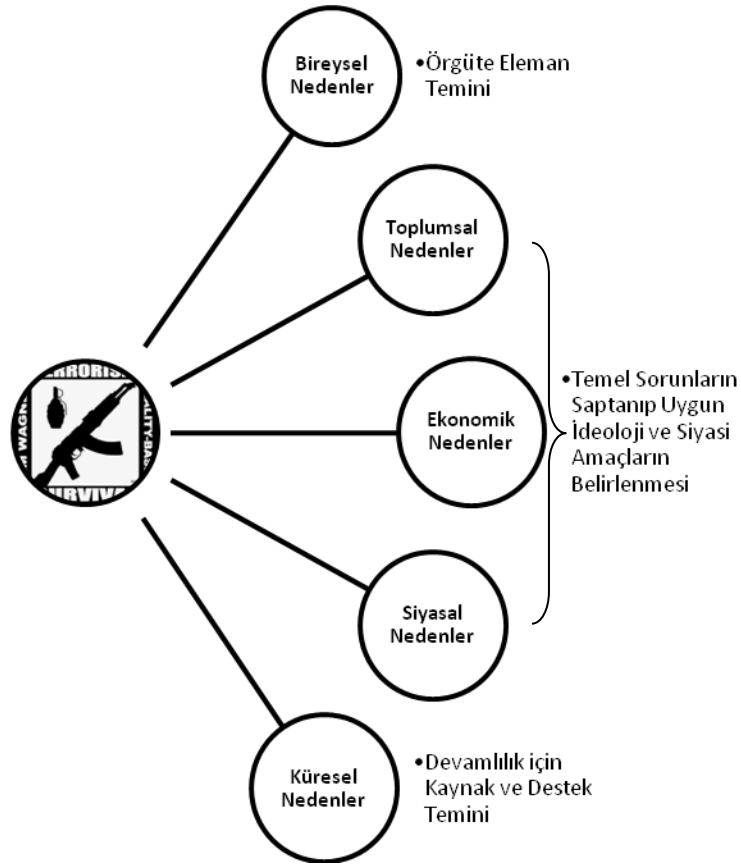 Bireysel
Nedenler
•Örgüte Eleman
Temini
Toplumsal
Nedenler
Ekonomik
Nedenler
•Temel Sorunların
Saptanıp Uygun
İdeoloji ve Siyasi
Amaçların
Belirlenmesi
Siyasal
Nedenler
Küresel
Nedenler
•Devamlılık için
Kaynak ve Destek
Temini